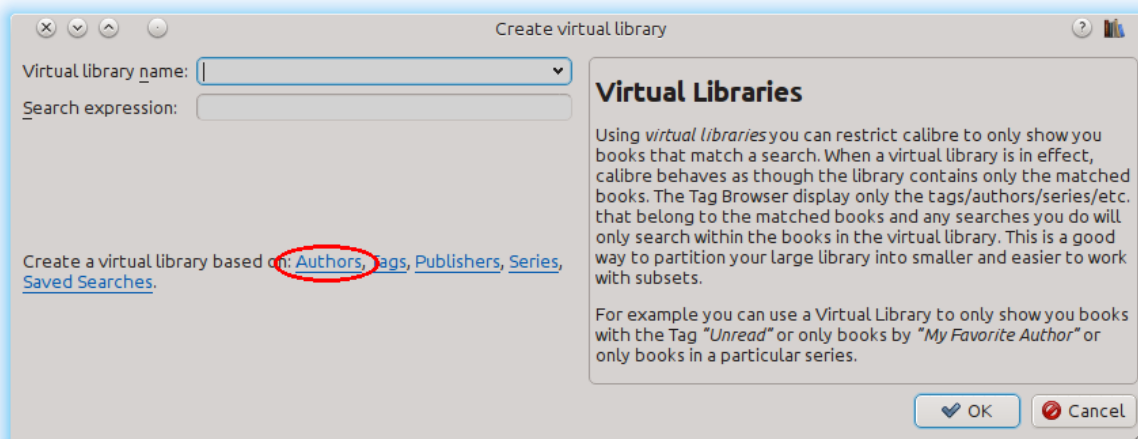 Create virtual library
Virtual library name:
Search expression:
Create a virtual library based on: Authors, Tags, Publishers, Series,
Saved Searches.
Virtual Libraries
Using virtual libraries you can restrict calibre to only show you
books that match a search. When a virtual library is in effect,
calibre behaves as though the library contains only the matched
books. The Tag Browser display only the tags/authors/series/etc.
that belong to the matched books and any searches you do will
only search within the books in the virtual library. This is a good
way to partition your large library into smaller and easier to work
with subsets.
For example you can use a Virtual Library to only show you books
with the Tag "Unread" or only books by "My Favorite Author" or
only books in a particular series.
OK
Cancel